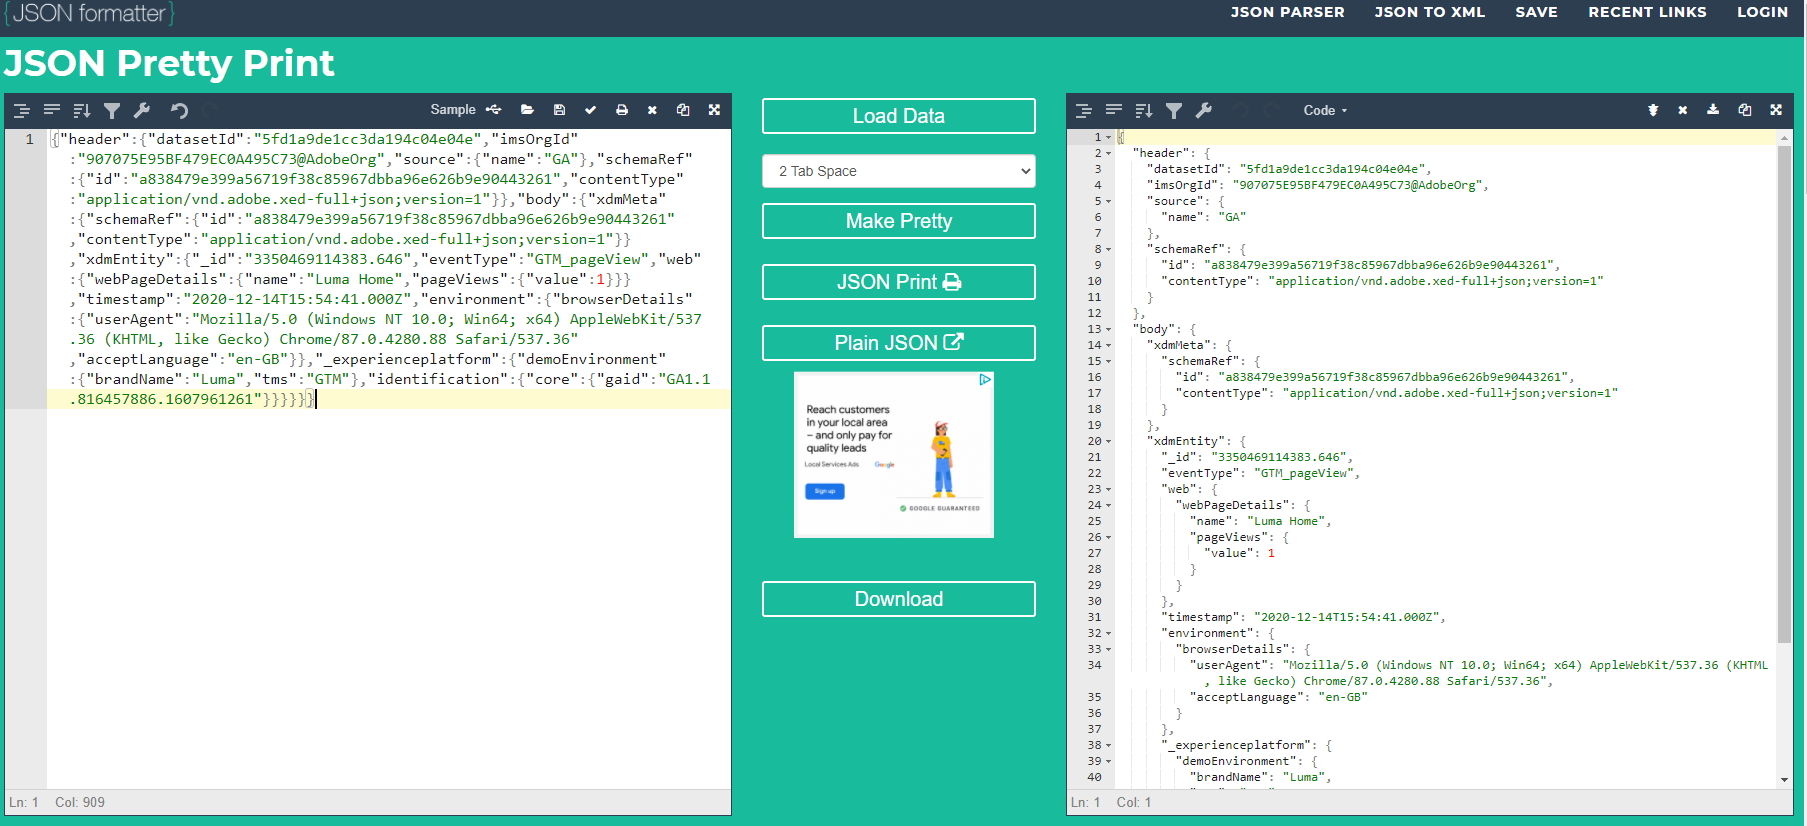 {JSON formatter}
JSON PARSER
JSON TO XML
SAVE
RECENT LINKS
LOGIN
JSON Pretty Print
Sample
1
{"header":{"datasetId":"5fd1a9de1cc3da194c04e04e","imsOrgId"
:"907075E95BF479EC0A495C73@AdobeOrg","source":{"name":"GA"},"schemaRef"
:{"id":"a838479e399a56719f38c85967dbba96e626b9e90443261","contentType"
:"application/vnd.adobe.xed-full+json;version=1"}},"body":{"xdmMeta"
:{"schemaRef":{"id":"a838479e399a56719f38c85967dbba96e626b9e90443261"
,"contentType":"application/vnd.adobe.xed-full+json;version=1"}}
,"xdmEntity":{"_id":"3350469114383.646","eventType":"GTM_pageView","web"
:{"webPageDetails":{"name":"Luma Home","pageViews":{"value":1}}}
,"timestamp":"2020-12-14T15:54:41.000Z","environment":{"browserDetails"
:{"userAgent":"Mozilla/5.0 (Windows NT 10.0; Win64; x64) AppleWebKit/537
.36 (KHTML, like Gecko) Chrome/87.0.4280.88 Safari/537.36"
,"acceptLanguage":"en-GB"}},"_experienceplatform":{"demoEnvironment"
:{"brandName":"Luma","tms":"GTM"},"identification":{"core":{"gaid":"GA1.1
.816457886.1607961261"}}}}}}
Ln: 1 Col: 909
Load Data
2 Tab Space
Make Pretty
JSON Print
Plain JSON
Reach customers
in your local area
– and only pay for
quality leads
Local Services Ads
Google
Sign up
GOOGLE GUARANTEED
Download
Code
1 {
2 "header": {
3 "datasetId": "5fd1a9de1cc3da194c04e04e",
4 "imsOrgId": "907075E95BF479EC0A495C73@AdobeOrg",
5 "source": {
6 "name": "GA"
7 },
8 "schemaRef": {
9 "id": "a838479e399a56719f38c85967dbba96e626b9e90443261",
10 "contentType": "application/vnd.adobe.xed-full+json;version=1"
11 }
12 },
13 "body": {
14 "xdmMeta": {
15 "schemaRef": {
16 "id": "a838479e399a56719f38c85967dbba96e626b9e90443261",
17 "contentType": "application/vnd.adobe.xed-full+json;version=1"
18 }
19 },
20 "xdmEntity": {
21 "_id": "3350469114383.646",
22 "eventType": "GTM_pageView",
23 "web": {
24 "webPageDetails": {
25 "name": "Luma Home",
26 "pageViews": {
27 "value": 1
28 }
29 }
30 },
31 "timestamp": "2020-12-14T15:54:41.000Z",
32 "environment": {
33 "browserDetails": {
34 "userAgent": "Mozilla/5.0 (Windows NT 10.0; Win64; x64) AppleWebKit/537.36 (KHTML
, like Gecko) Chrome/87.0.4280.88 Safari/537.36",
35 "acceptLanguage": "en-GB"
36 }
37 },
38 "_experienceplatform": {
39 "demoEnvironment": {
40 "brandName": "Luma",
Ln: 1 Col: 1